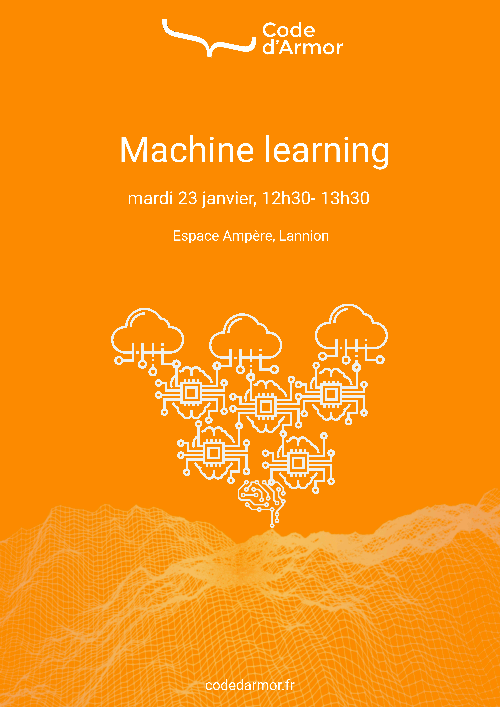 Code
d'Armor
Machine learning
mardi 23 janvier, 12h30- 13h30
Espace Ampère, Lannion
codedarmor.fr